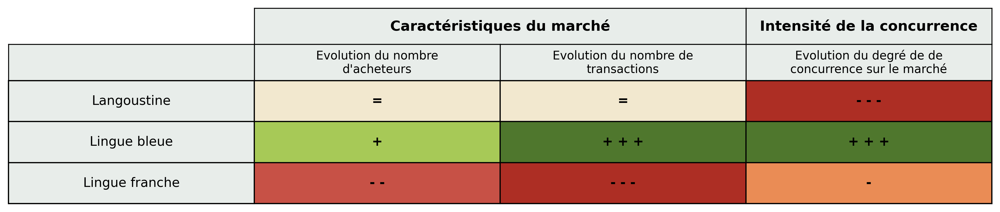 Caractéristiques du marché
Intensité de la concurrence
Evolution du nombre
d'acheteurs
Evolution du nombre de
transactions
Evolution du degré de de
concurrence sur le marché
Langoustine
=
=
- - -
Lingue bleue
+
+ + +
+ + +
Lingue franche
- -
- - -
-